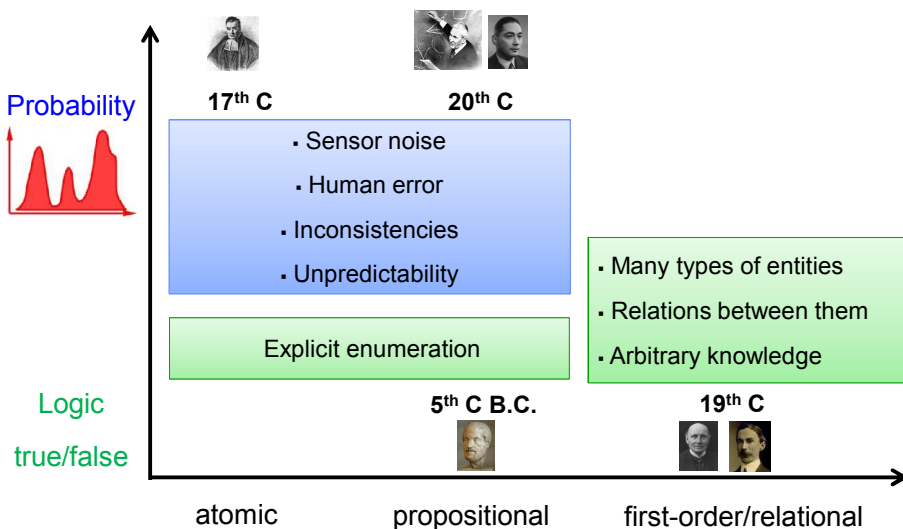 17th C
20th C
Probability
▪ Sensor noise
▪ Human error
▪ Inconsistencies
▪ Unpredictability
▪ Many types of entities
▪ Relations between them
▪ Arbitrary knowledge
Explicit enumeration
Logic
true/false
5th C B.C.
19th C
atomic
propositional
first-order/relational